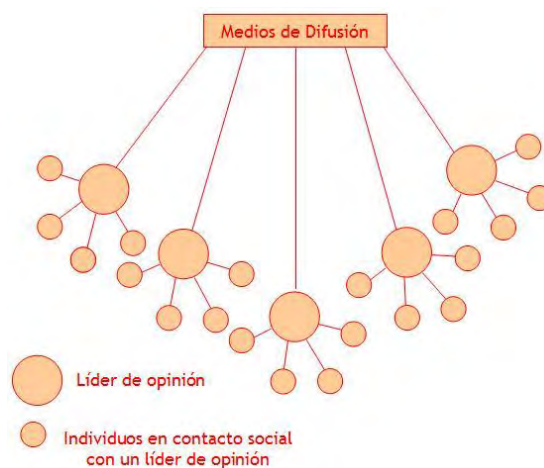 Medios de Difusión
Líder de opinión
Individuos en contacto social
con un líder de opinión